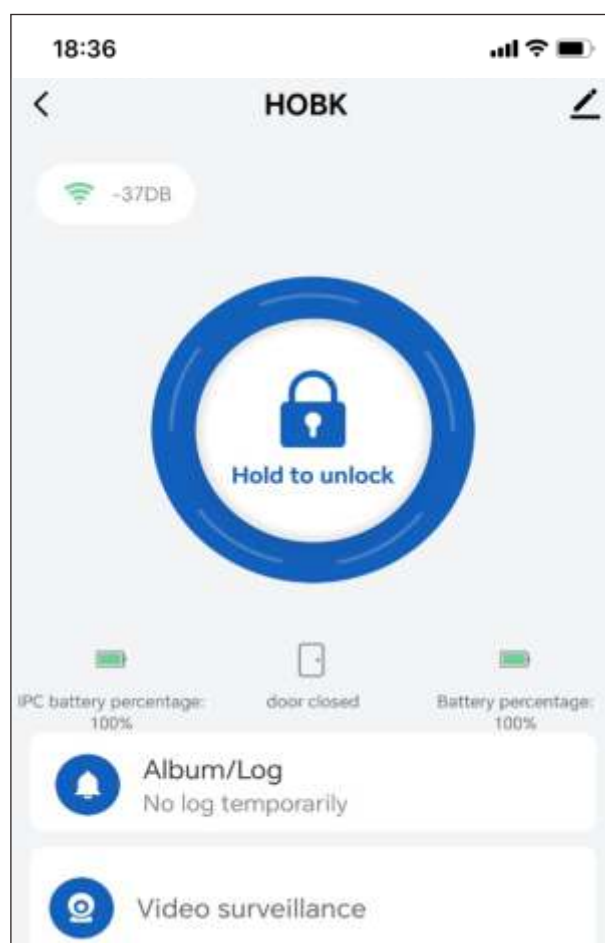 18:36
HOBK
-37DB
Hold to unlock
IPC battery percentage:
100%
door closed
Battery percentage:
100%
Album/Log
No log temporarily
Video surveillance